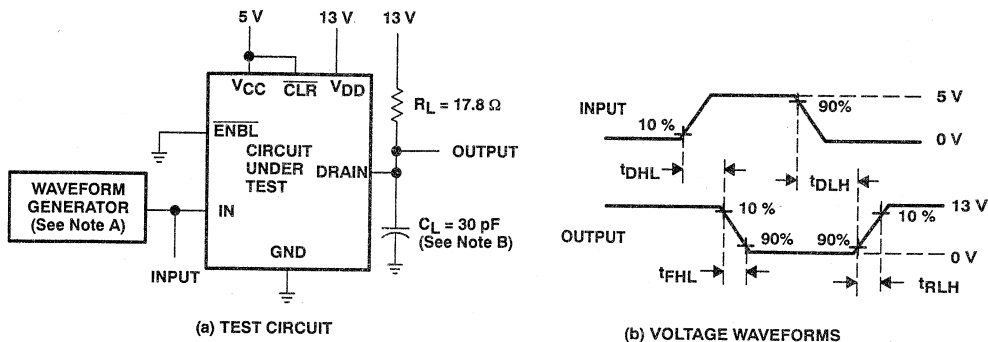 5 V
13 V
13 V
VCC
CLR
VDD
RL = 17.8 Ω
ENBL
CIRCUIT
UNDER
TEST
DRAIN
OUTPUT
WAVEFORM
GENERATOR
(See Note A)
IN
CL = 30 pF
(See Note B)
GND
INPUT
(a) TEST CIRCUIT
INPUT
10 %
90%
5 V
0 V
tDHL
tDLH
OUTPUT
10 %
90%
90%
10 %
13 V
0 V
tFHL
tRLH
(b) VOLTAGE WAVEFORMS